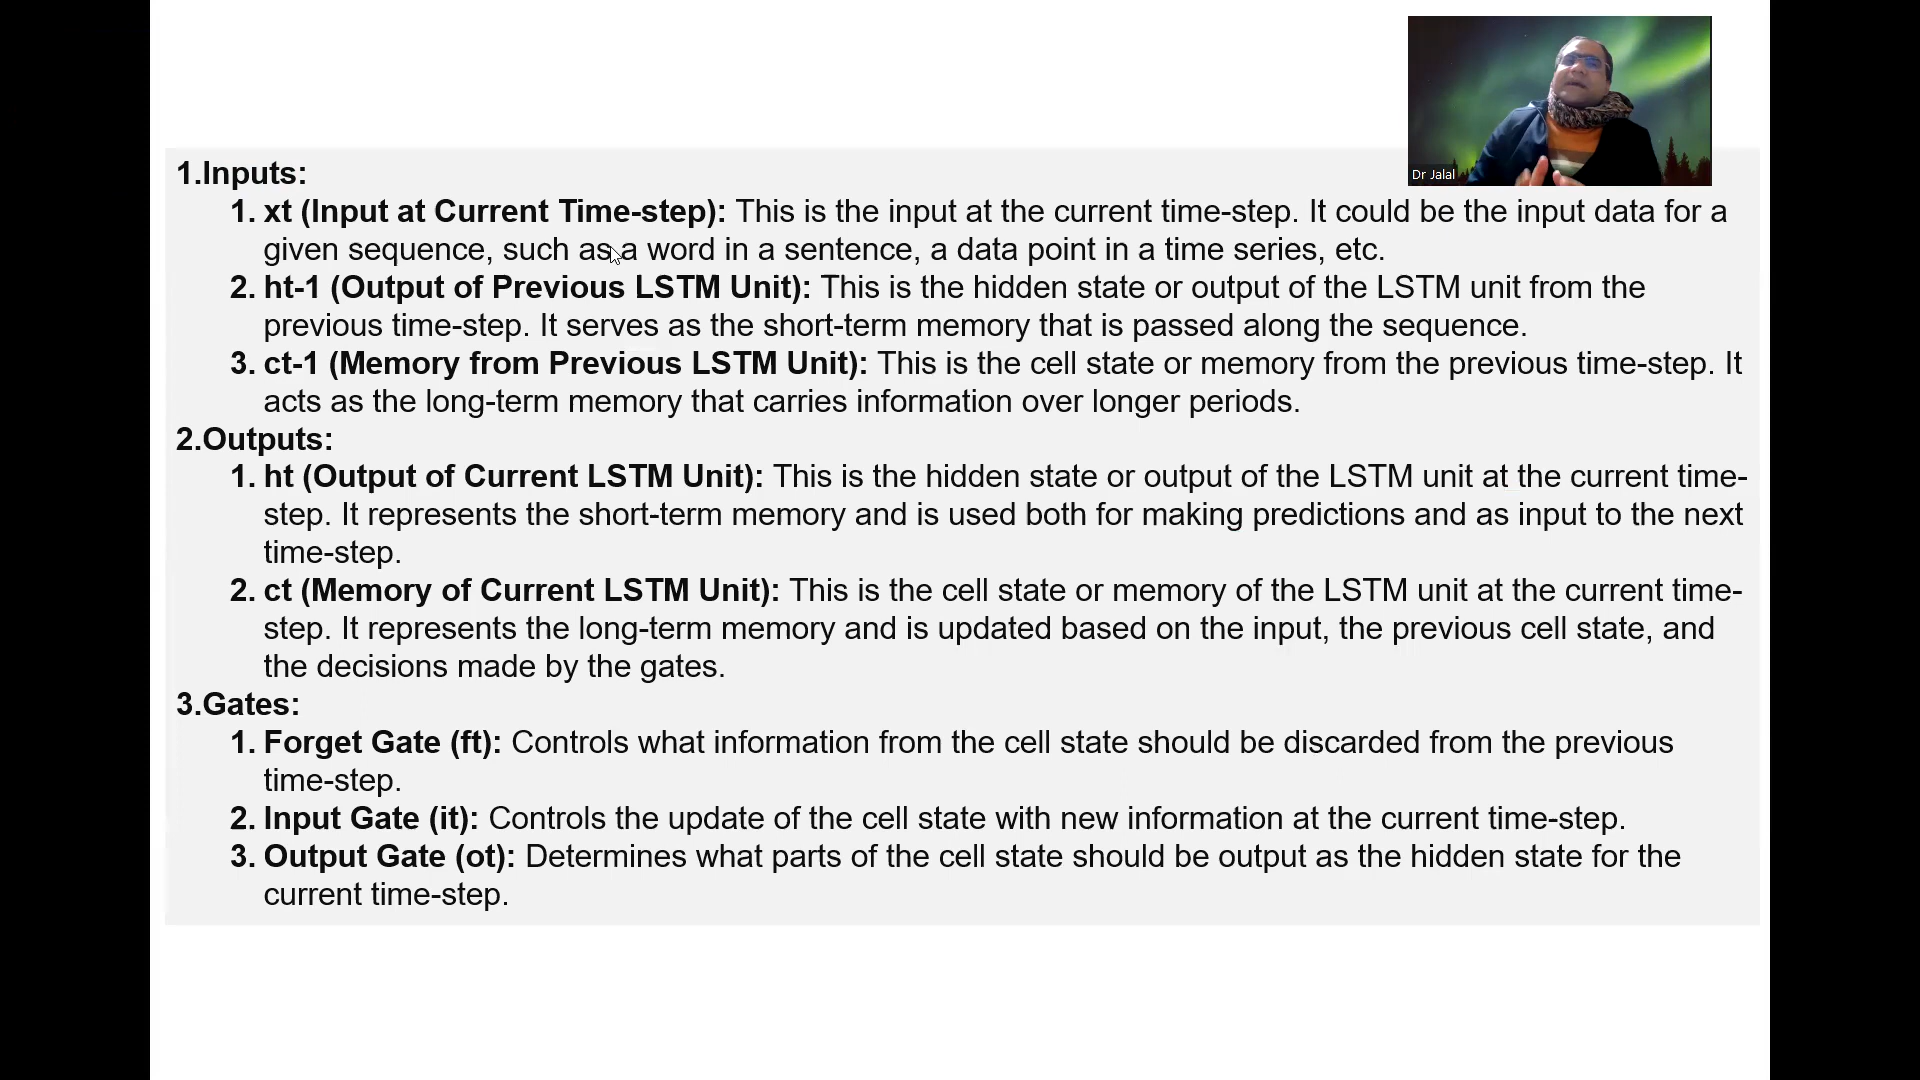 Dr Jalal
1.Inputs:
1. xt (Input at Current Time-step): This is the input at the current time-step. It could be the input data for a
given sequence, such as a word in a sentence, a data point in a time series, etc.
2. ht-1 (Output of Previous LSTM Unit): This is the hidden state or output of the LSTM unit from the
previous time-step. It serves as the short-term memory that is passed along the sequence.
3. ct-1 (Memory from Previous LSTM Unit): This is the cell state or memory from the previous time-step. It
acts as the long-term memory that carries information over longer periods.
2.Outputs:
1. ht (Output of Current LSTM Unit): This is the hidden state or output of the LSTM unit at the current time-
step. It represents the short-term memory and is used both for making predictions and as input to the next
time-step.
2. ct (Memory of Current LSTM Unit): This is the cell state or memory of the LSTM unit at the current time-
step. It represents the long-term memory and is updated based on the input, the previous cell state, and
the decisions made by the gates.
3.Gates:
1. Forget Gate (ft): Controls what information from the cell state should be discarded from the previous
time-step.
2. Input Gate (it): Controls the update of the cell state with new information at the current time-step.
3. Output Gate (ot): Determines what parts of the cell state should be output as the hidden state for the
current time-step.